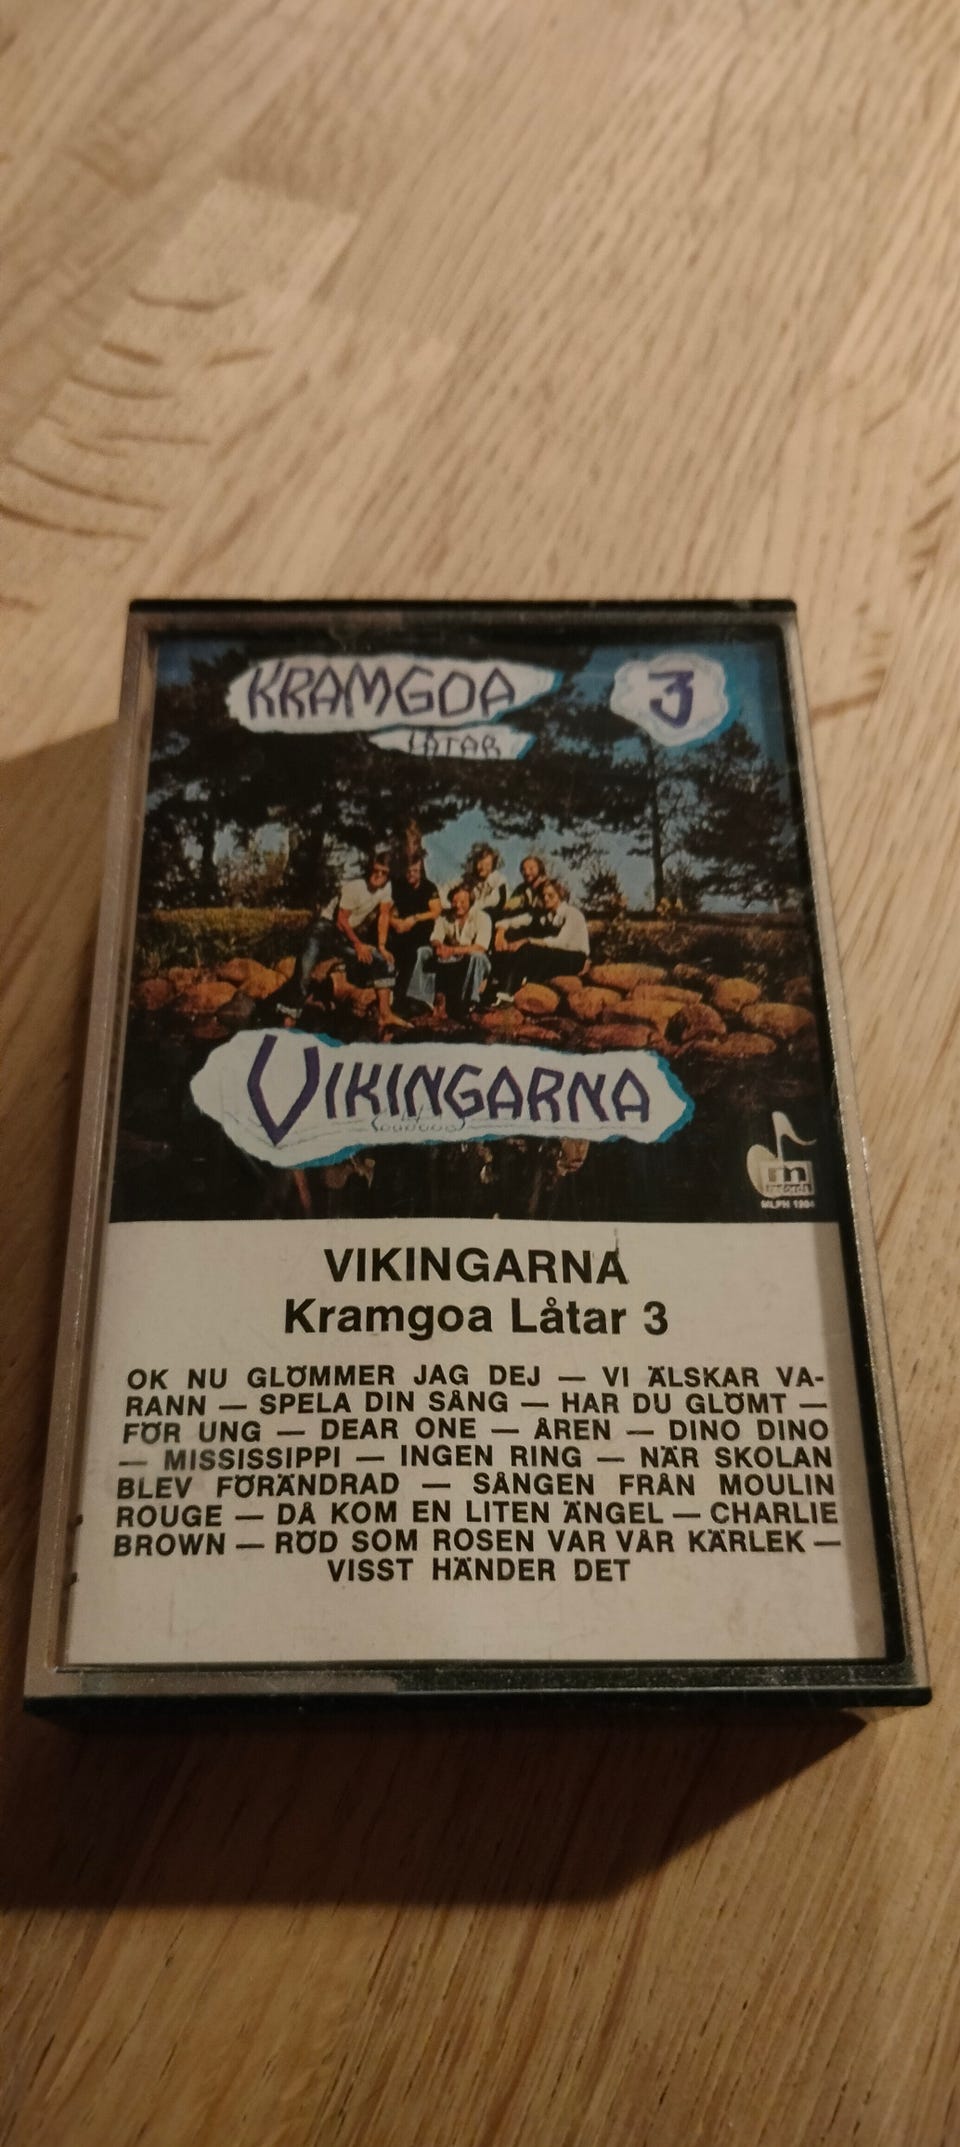 KRAMGOA
LÅTAR
3
VIKINGARNA
m
VIKINGARNA
Kramgoa Låtar 3
OK NU GLÖMMER JAG DEJ — VI ÄLSKAR VA-
RANN — SPELA DIN SÅNG — HAR DU GLÖMT —
FÖR UNG — DEAR ONE — ÅREN — DINO DINO
— MISSISSIPPI — INGEN RING — NÄR SKOLAN
BLEV FÖRÄNDRAD — SÅNGEN FRÅN MOULIN
ROUGE — DÅ KOM EN LITEN ÄNGEL — CHARLIE
BROWN — RÖD SOM ROSEN VAR VÅR KÄRLEK —
VISST HÄNDER DET